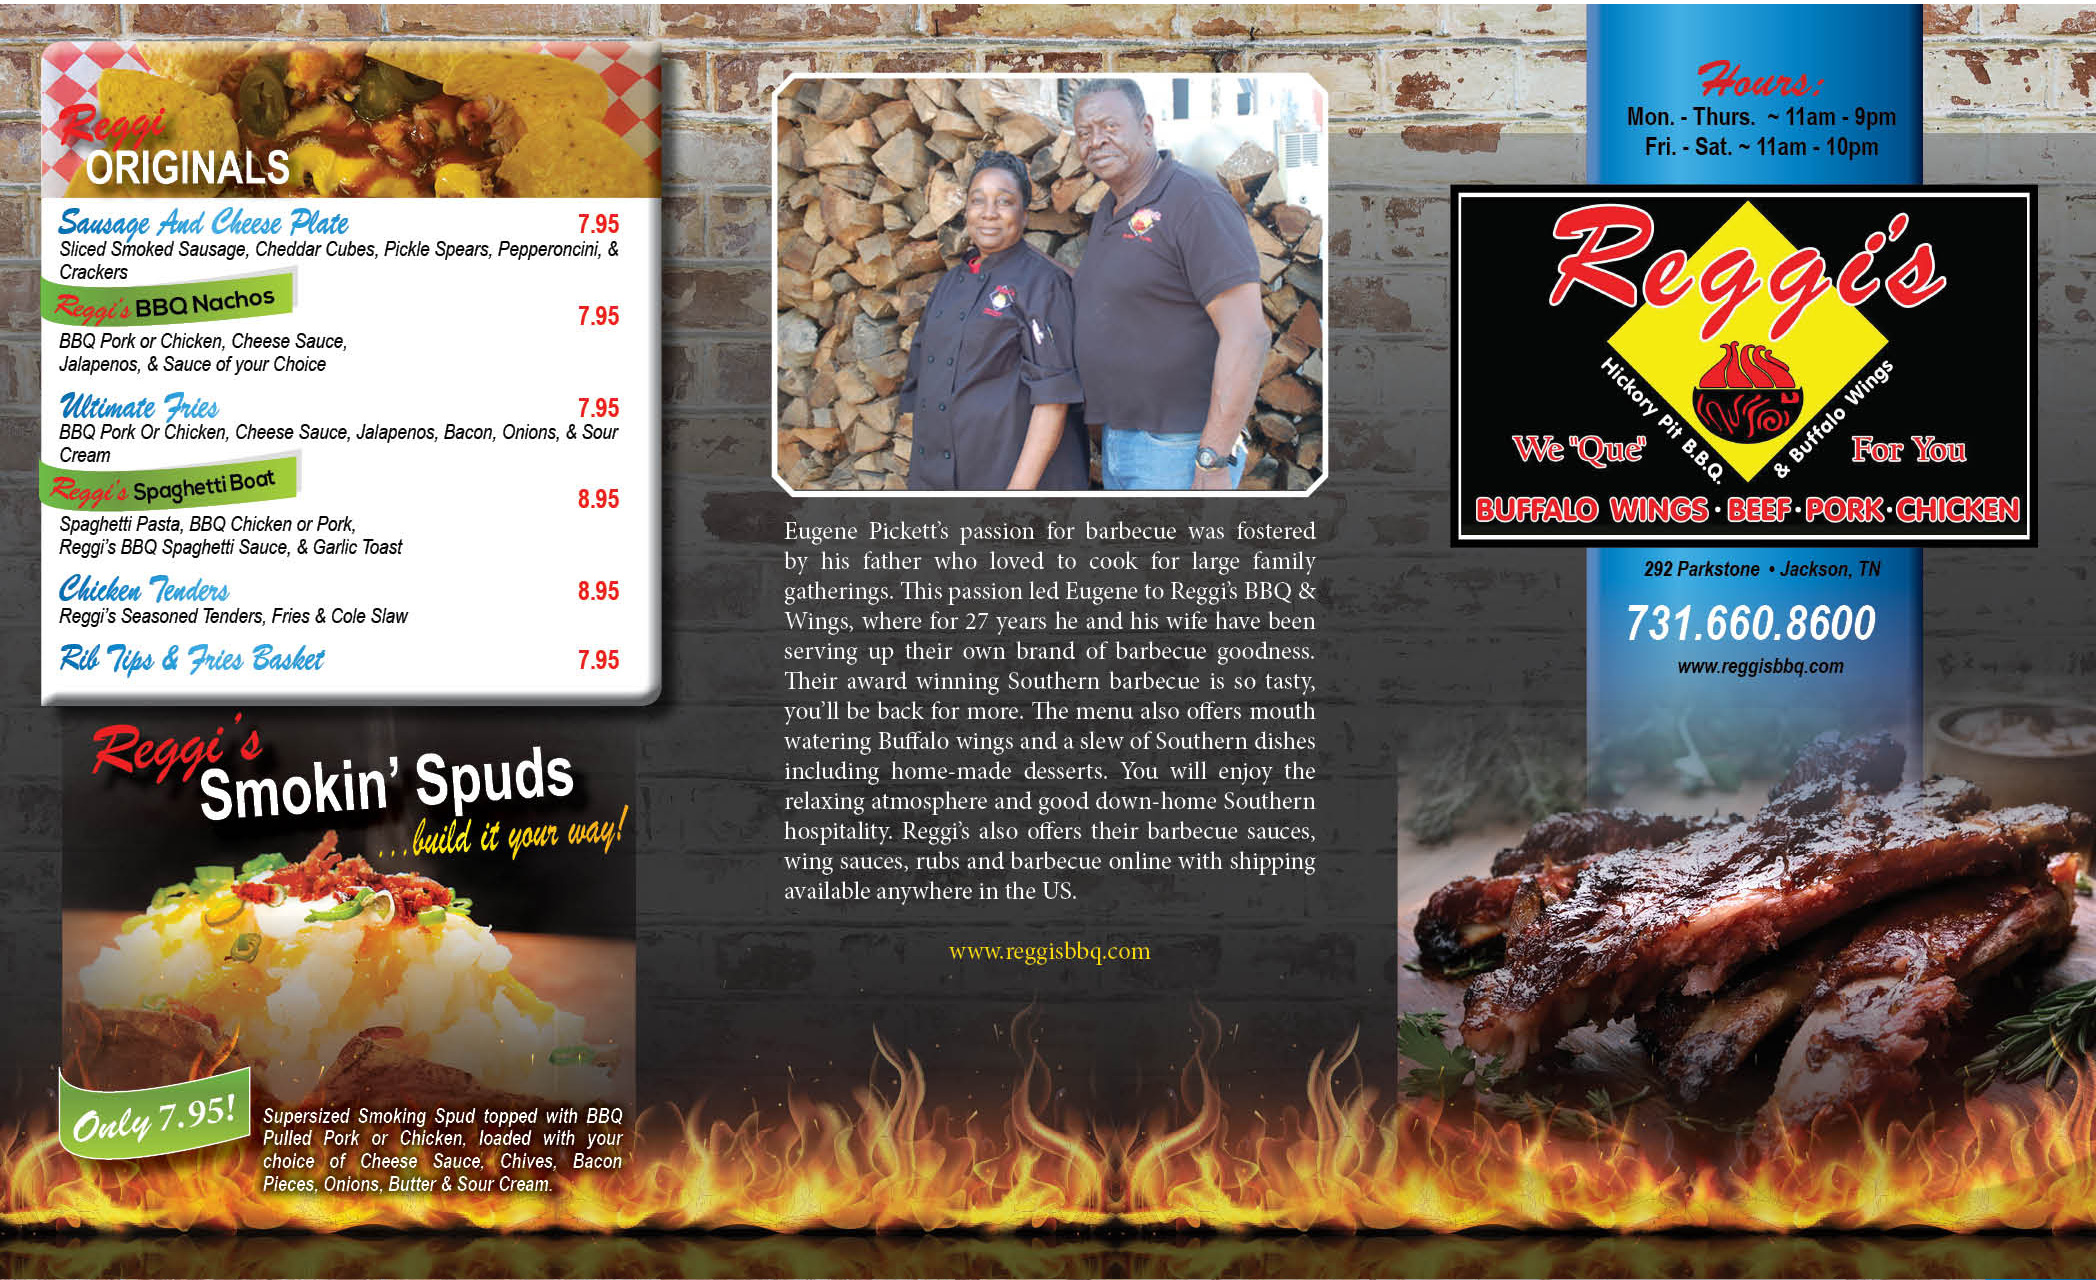 Reggi
ORIGINALS
Sausage And Cheese Plate 7.95
Sliced Smoked Sausage, Cheddar Cubes, Pickle Spears, Pepperoncini, &
Crackers
Reggi's BBQ Nachos 7.95
BBQ Pork or Chicken, Cheese Sauce,
Jalapenos, & Sauce of your Choice
Ultimate Fries 7.95
BBQ Pork Or Chicken, Cheese Sauce, Jalapenos, Bacon, Onions, & Sour
Cream
Reggi's Spaghetti Boat 8.95
Spaghetti Pasta, BBQ Chicken or Pork,
Reggi's BBQ Spaghetti Sauce, & Garlic Toast
Chicken Tenders 8.95
Reggi's Seasoned Tenders, Fries & Cole Slaw
Rib Tips & Fries Basket 7.95
Reggi's
Smokin' Spuds
...build it your way!
Only 7.95!
Supersized Smoking Spud topped with BBQ
Pulled Pork or Chicken, loaded with your
choice of Cheese Sauce, Chives, Bacon
Pieces, Onions, Butter & Sour Cream.
Eugene Pickett's passion for barbecue was fostered
by his father who loved to cook for large family
gatherings. This passion led Eugene to Reggi's BBQ &
Wings, where for 27 years he and his wife have been
serving up their own brand of barbecue goodness.
Their award winning Southern barbecue is so tasty,
you'll be back for more. The menu also offers mouth
watering Buffalo wings and a slew of Southern dishes
including home-made desserts. You will enjoy the
relaxing atmosphere and good down-home Southern
hospitality. Reggi's also offers their barbecue sauces,
wing sauces, rubs and barbecue online with shipping
available anywhere in the US.
www.reggisbbq.com
Hours:
Mon. - Thurs. ~ 11am - 9pm
Fri. - Sat. ~ 11am - 10pm
Reggi's
Hickory Pit B.B.Q.
& Buffalo Wings
We "Que" For You
BUFFALO WINGS · BEEF · PORK · CHICKEN
292 Parkstone • Jackson, TN
731.660.8600
www.reggisbbq.com